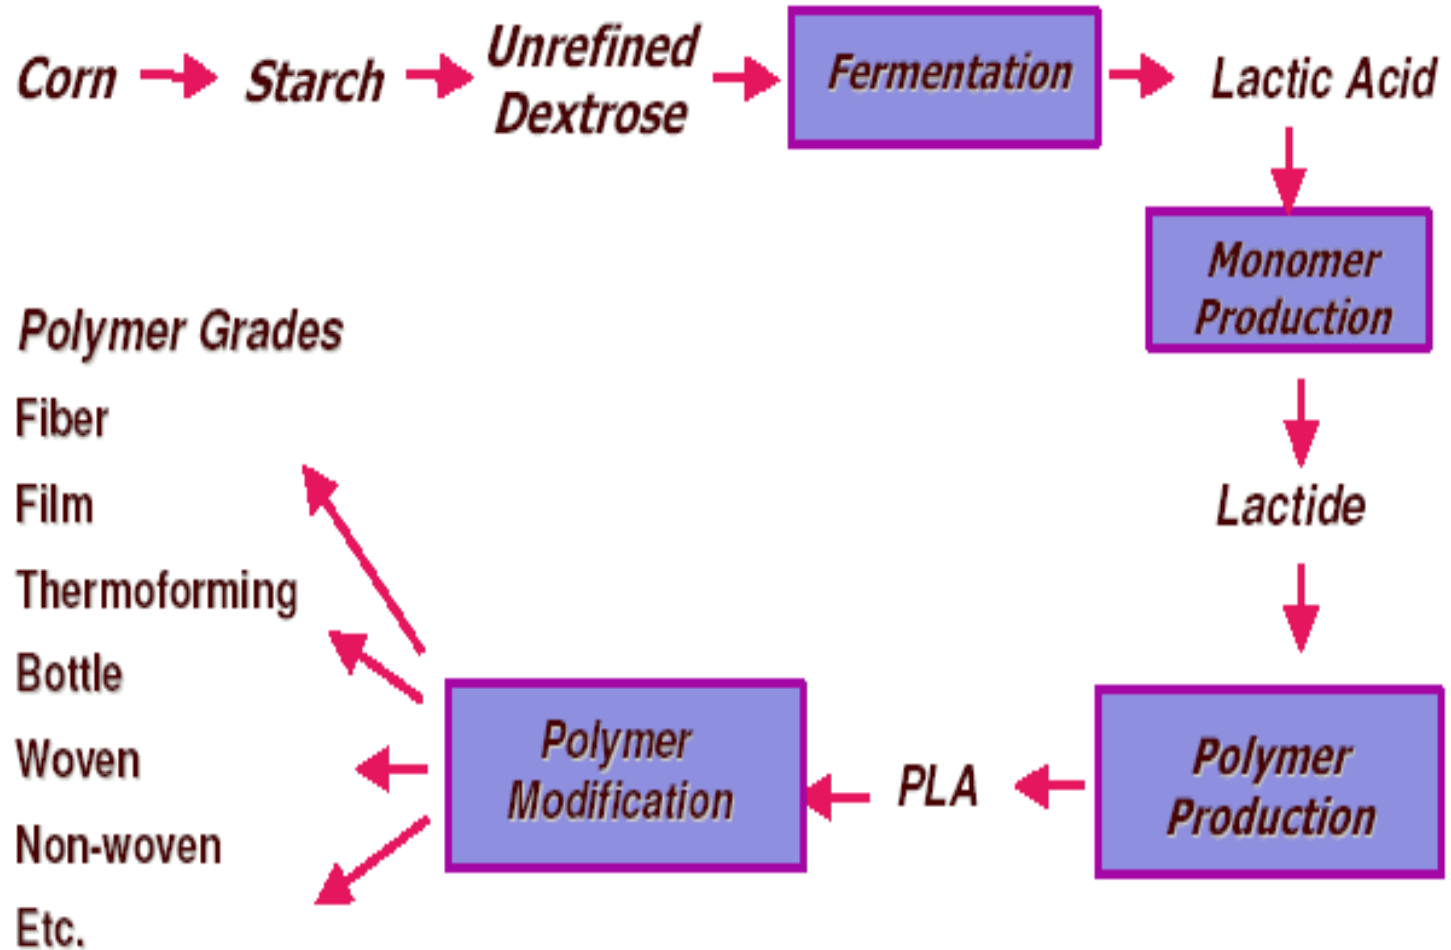 Corn
Starch
Unrefined
Dextrose
Fermentation
Lactic Acid
Monomer
Production
Lactide
Polymer
Production
PLA
Polymer
Modification
Polymer Grades
Fiber
Film
Thermoforming
Bottle
Woven
Non-woven
Etc.